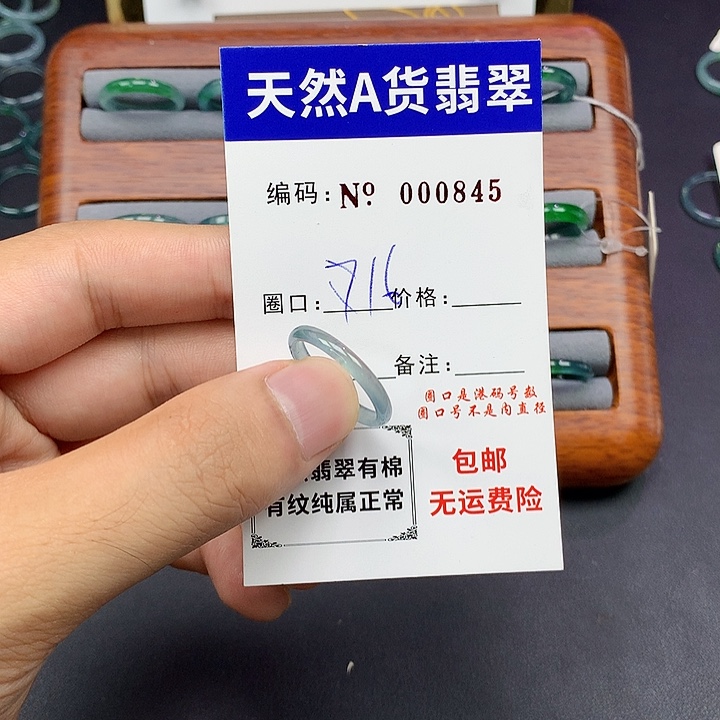 天然A货翡翠
编码: Nº 000845
圈口: 716 价格:
备注:
圈口是港码号数
圈口号不是内直径
翡翠有棉
有纹纯属正常
包邮
无运费险